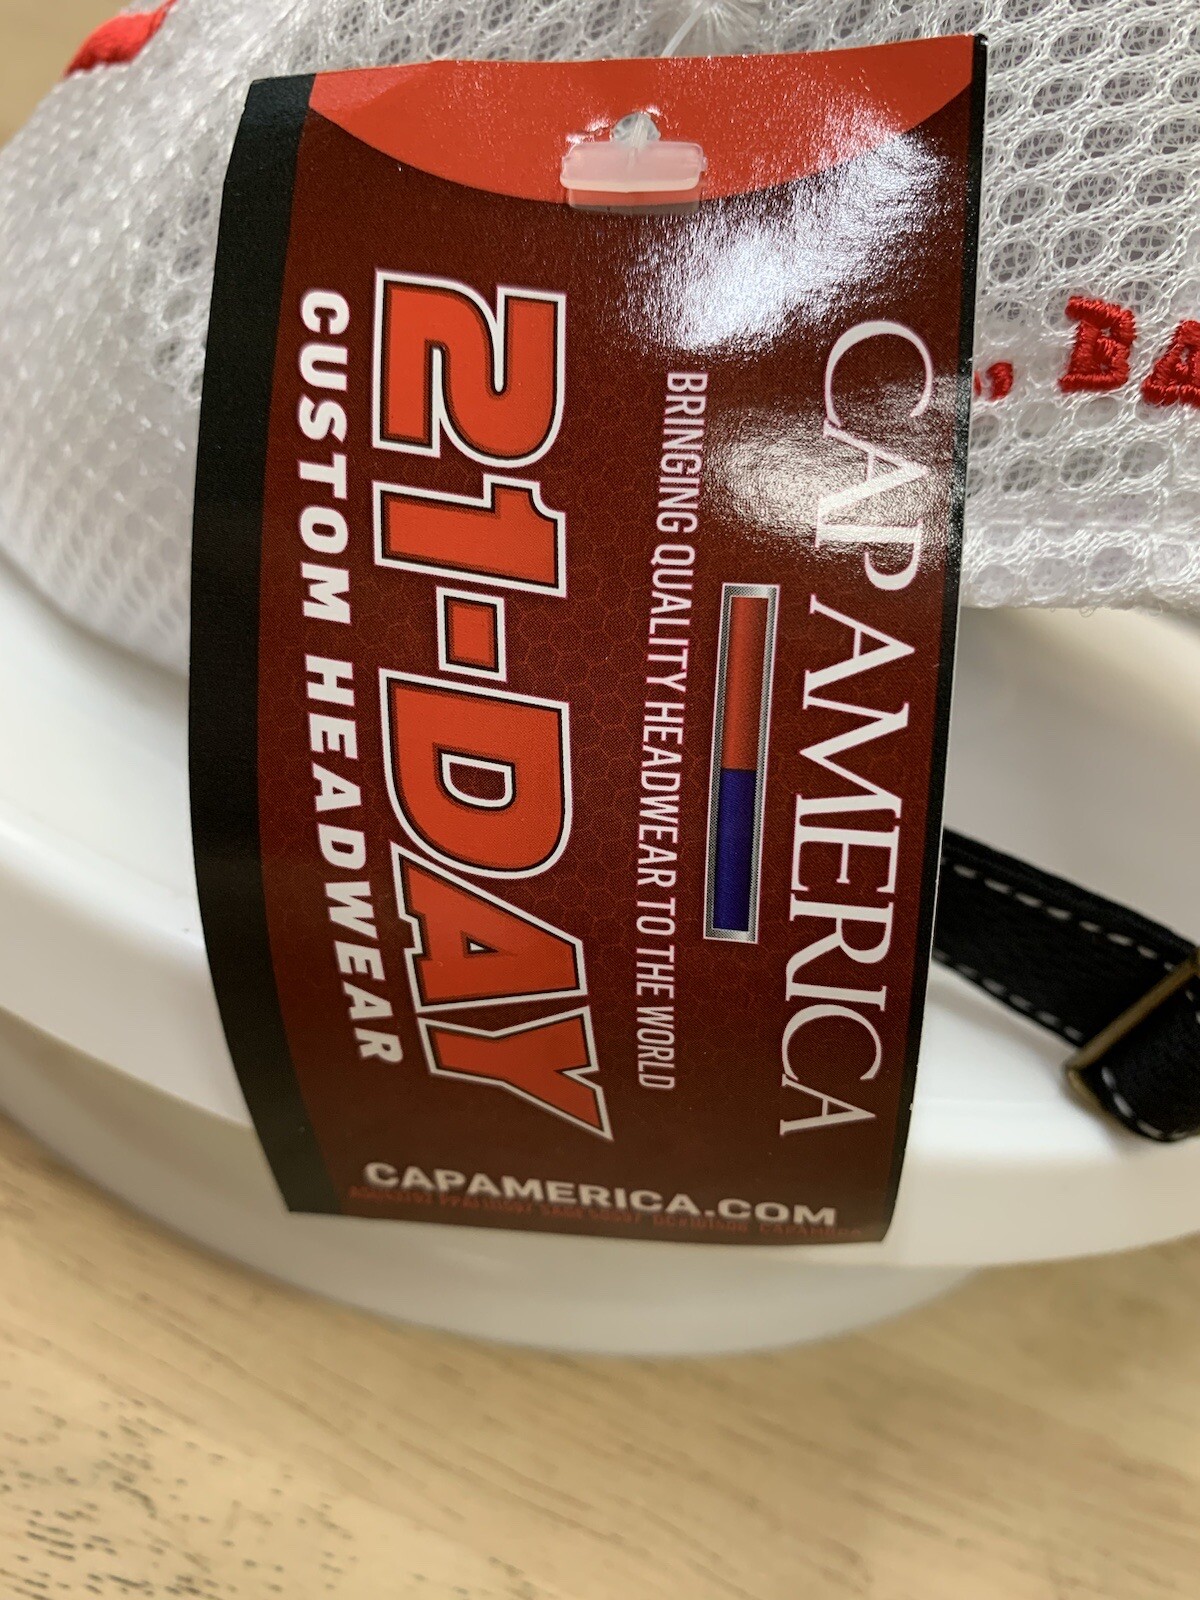 CAP AMERICA
BRINGING QUALITY HEADWEAR TO THE WORLD
21-DAY
CUSTOM HEADWEAR
CAPAMERICA.COM